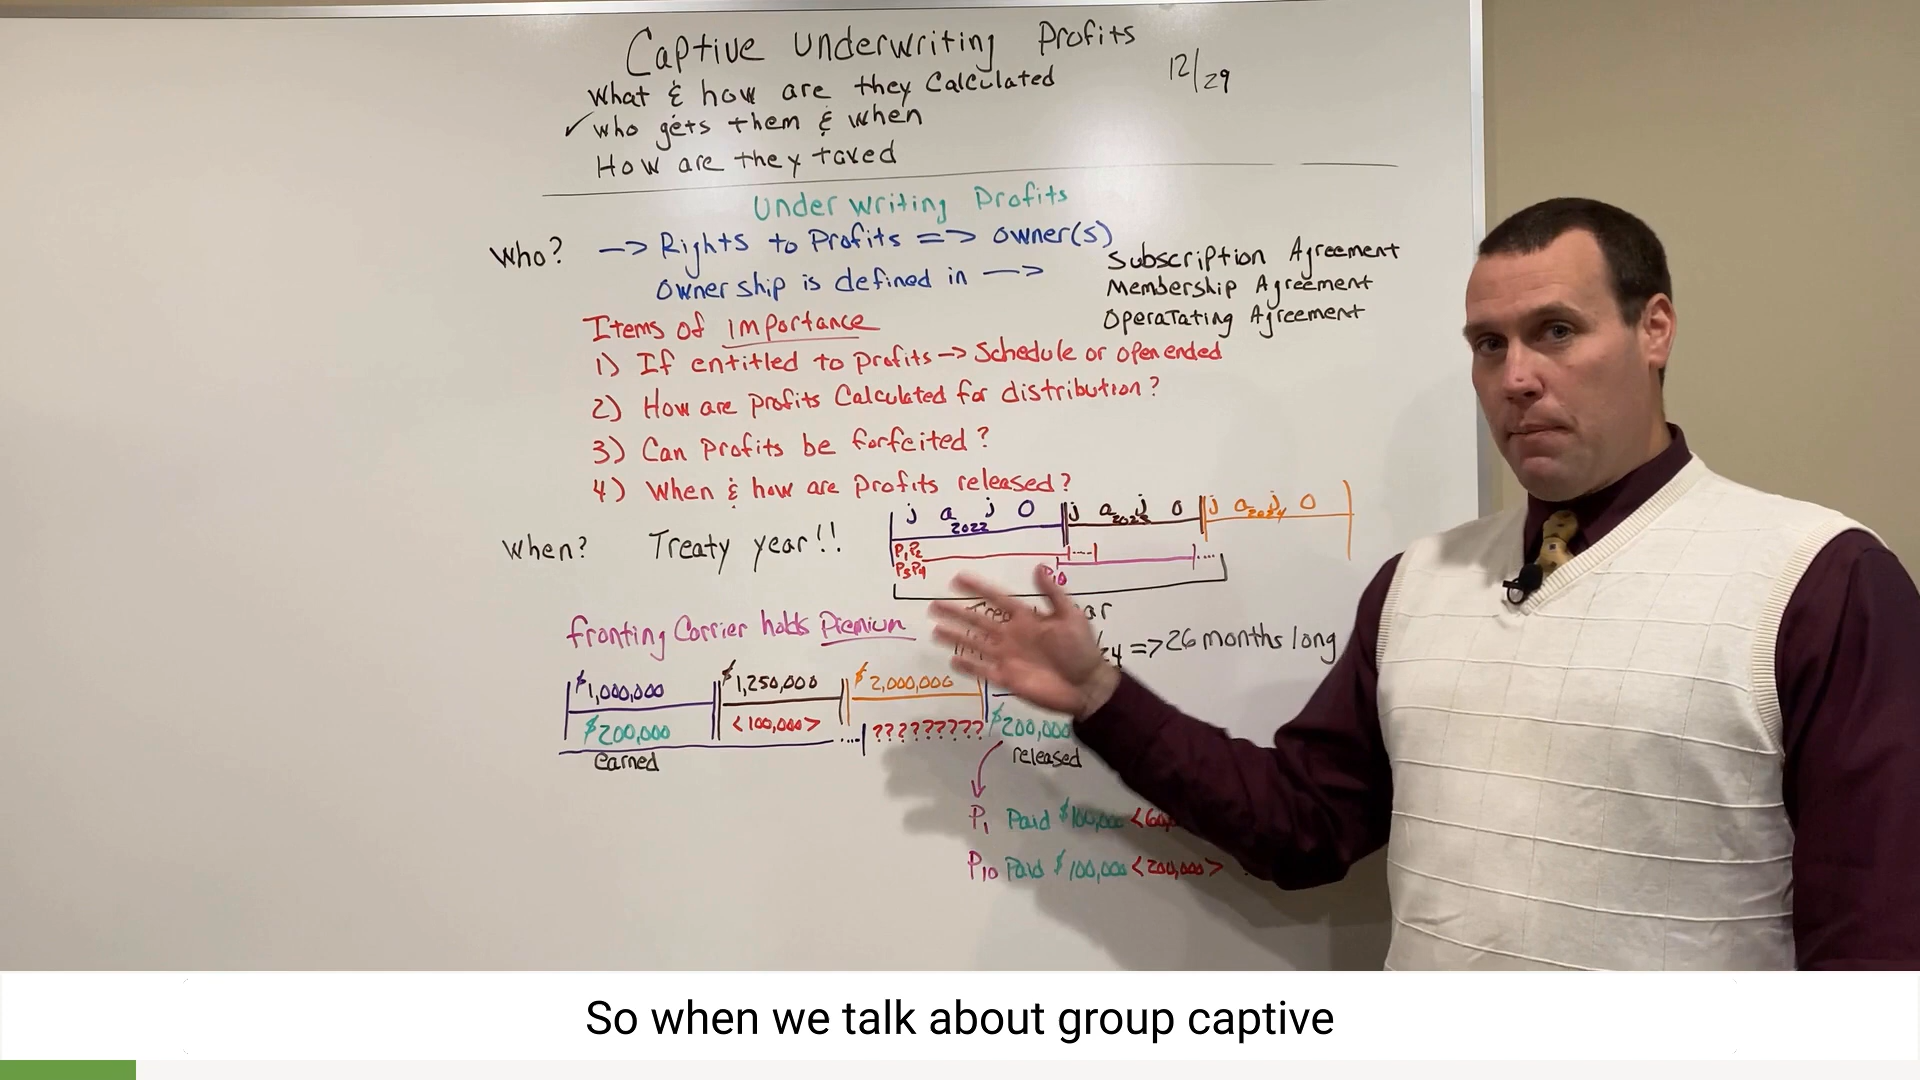 Captive Underwriting Profits
12/29
What & how are they Calculated
✓ who gets them & when
How are they taxed
Underwriting Profits
Who? —> Rights to Profits => owner(s)
Ownership is defined in —>
Subscription Agreement
Membership Agreement
OperaTating Agreement
Items of importance
1) If entitled to profits -> Schedule or open ended
2) How are profits Calculated for distribution?
3) Can Profits be forfeited?
4) When & how are profits released?
j a j o j a j o j a j o
2022 2023 2024
When? Treaty year!!
P1 P2
P3 P4
P10
fronting Carrier holds Premium
24 => 26 months long
$1,000,000 $1,250,000 $2,000,000
$200,000 <100,000> ....| ????????? $200,000
earned
released
P1 Paid $100,000
P10 Paid $100,000 <200,000>
So when we talk about group captive